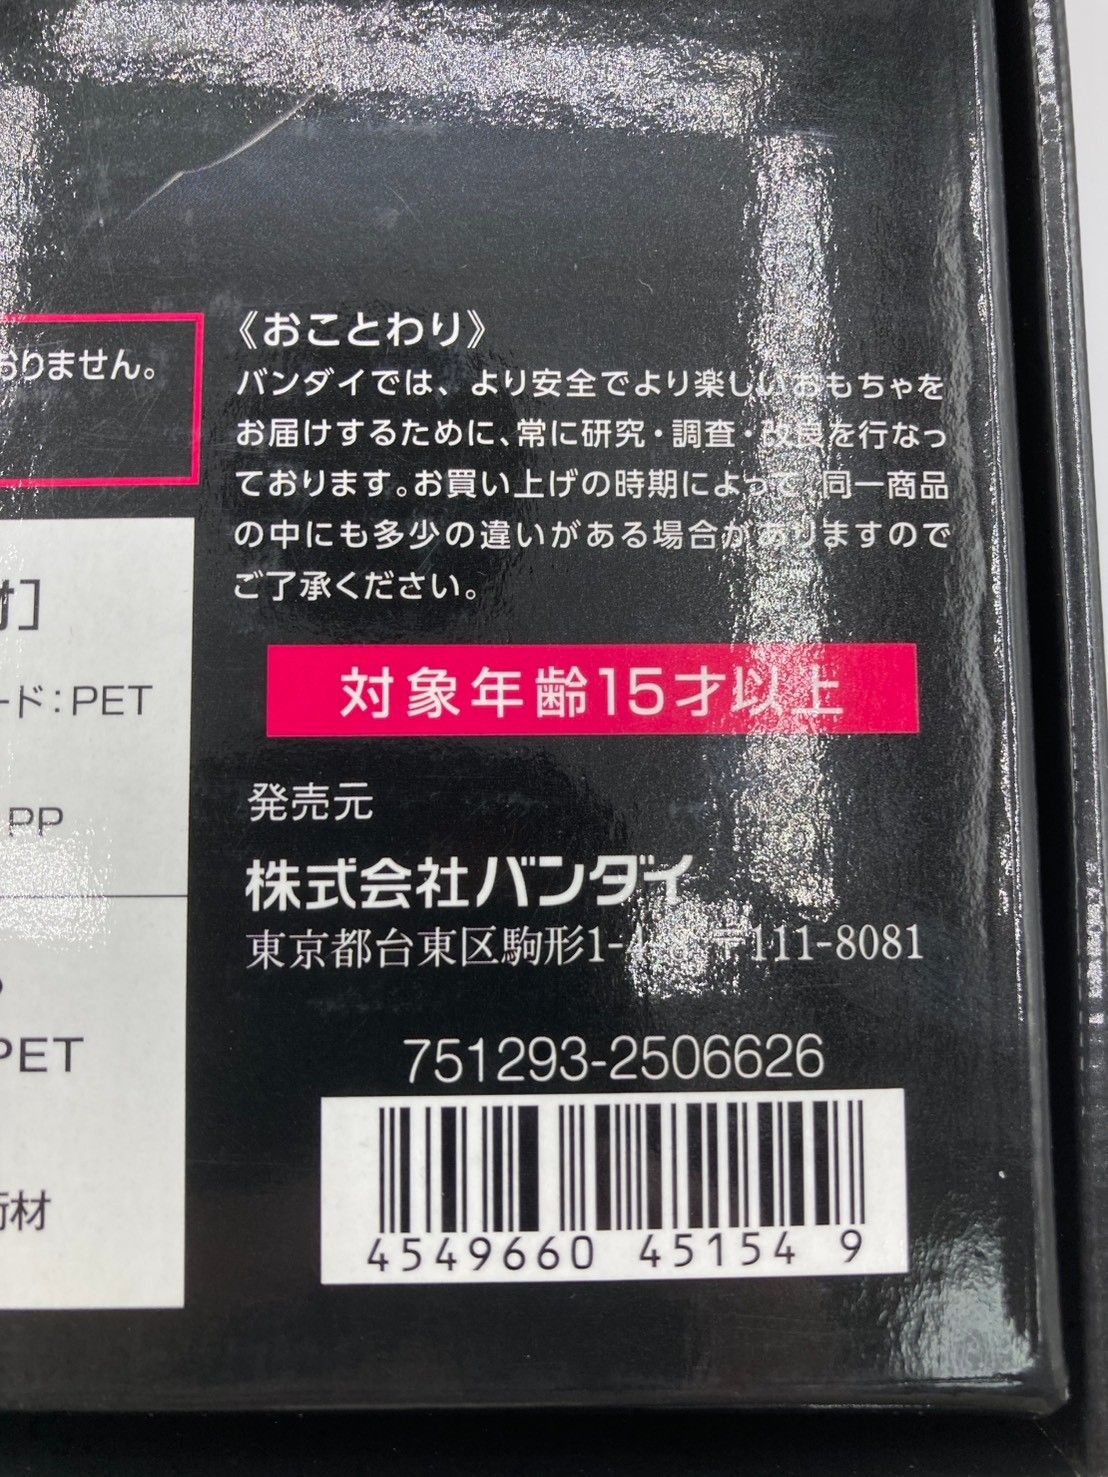 おりません。
《おことわり》
バンダイでは、より安全でより楽しいおもちゃを
お届けするために、常に研究・調査・改良を行なっ
ております。お買い上げの時期によって、同一商品
の中にも多少の違いがある場合がありますので
ご了承ください。
材]
ード:PET
PP
PET
対象年齢15才以上
発売元
株式会社バンダイ
東京都台東区駒形1- 〒111-8081
751293-2506626
4549660 45154 9